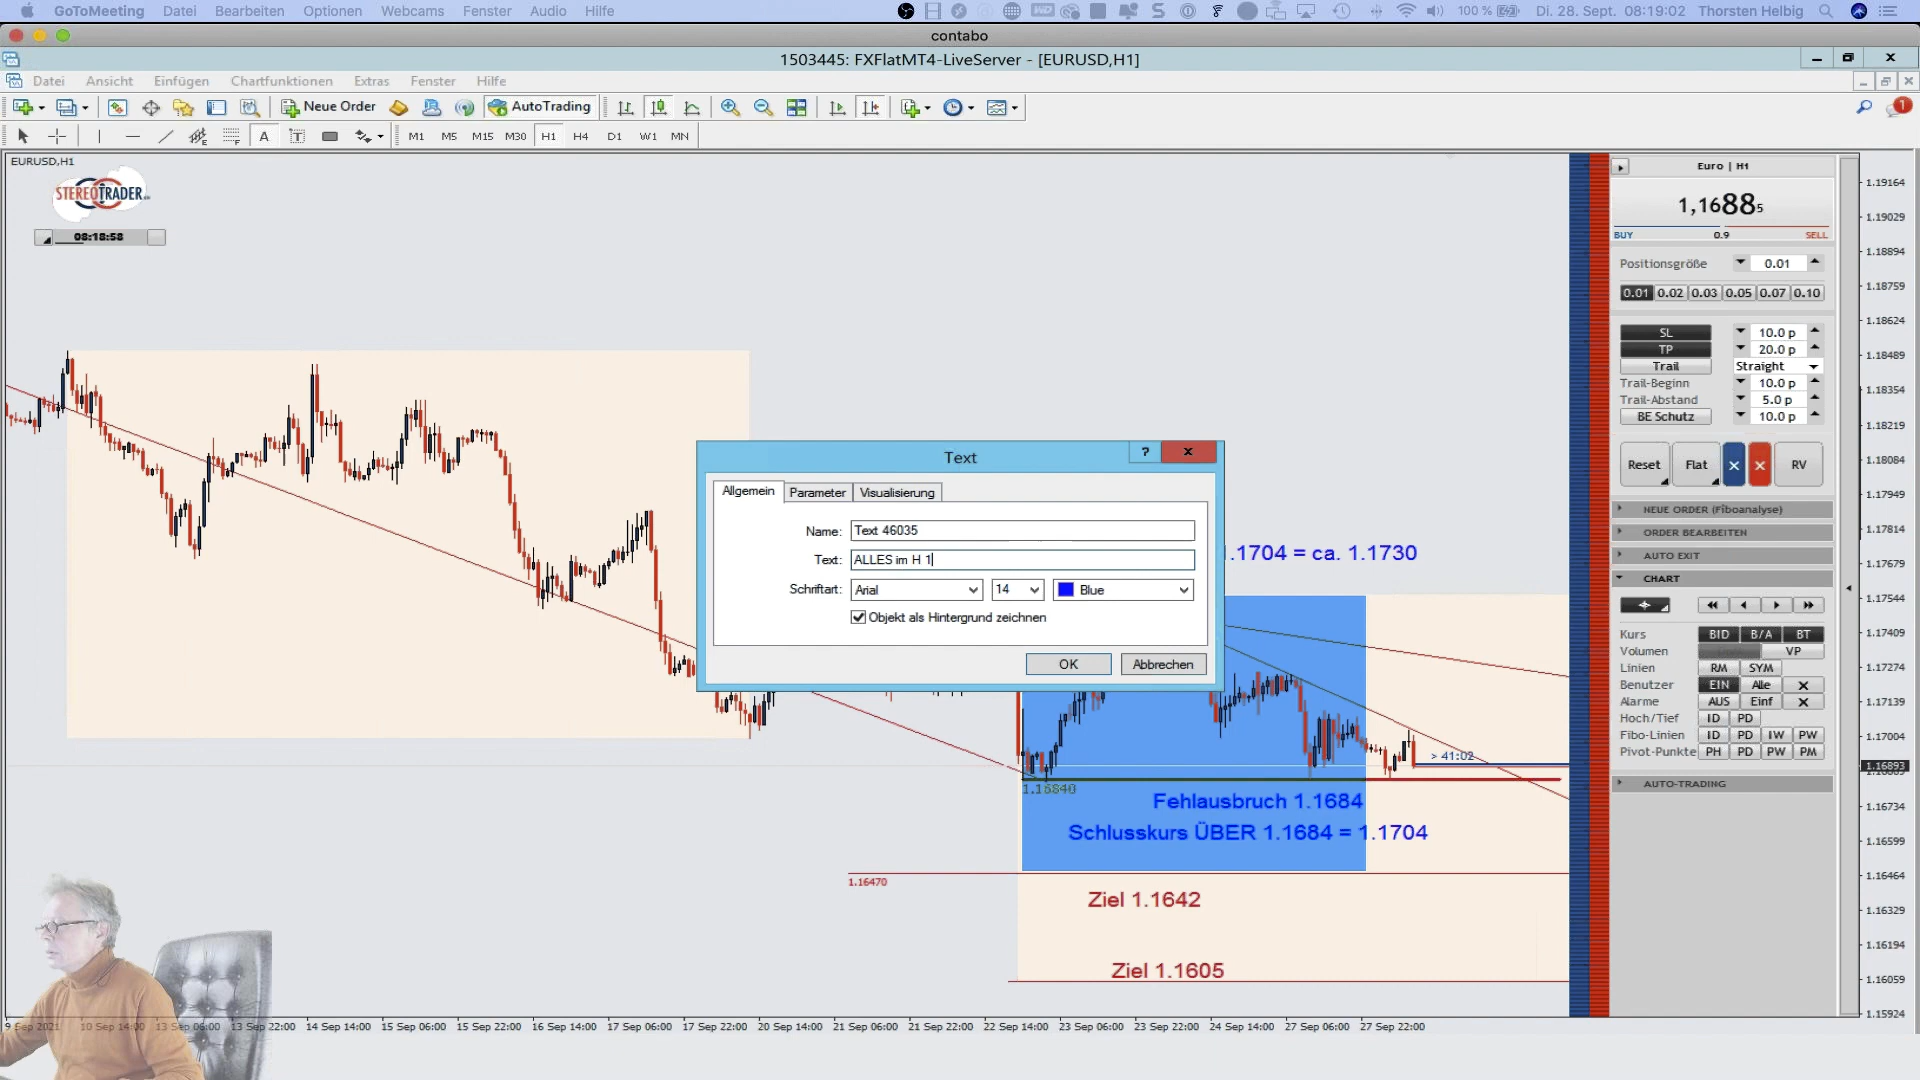 GoToMeeting Datei Bearbeiten Optionen Webcams Fenster Audio Hilfe 100 % Di. 28. Sept. 08:19:02 Thorsten Helbig
contabo
1503445: FXFlatMT4-LiveServer - [EURUSD,H1]
Datei Ansicht Einfügen Chartfunktionen Extras Fenster Hilfe
New Order AutoTrading 1
A T M1 M5 M15 M30 H1 H4 D1 W1 MN
EURUSD,H1
STEREOTRADER
08:18:58
Euro | H1
1,16885
BUY 0.9 SELL
Positionsgröße 0.01
0.01 0.02 0.03 0.05 0.07 0.10
SL 10.0 p
TP 20.0 p
Trail Straight
Trail-Beginn 10.0 p
Trail-Abstand 5.0 p
BE Schutz 10.0 p
Reset Flat RV
NEUE ORDER (Fiboanalyse)
ORDER BEARBEITEN
AUTO EXIT
CHART
Kurs BID B/A BT
Volumen VP
Linien RM SYM
Benutzer EIN Alle
Alarme AUS Einf
Hoch/Tief ID PD
Fibo-Linien ID PD IW PW
Pivot-Punkte PH PD PW PM
AUTO-TRADING
Text
Allgemein Parameter Visualisierung
Name: Text 46035
Text: ALLES im H 1
Schriftart: Arial 14 Blue
Objekt als Hintergrund zeichnen
OK Abbrechen
1.1704 = ca. 1.1730
> 41:02
1.16840
Fehlausbruch 1.1684
Schlusskurs ÜBER 1.1684 = 1.1704
1.16470
Ziel 1.1642
Ziel 1.1605
1.19164
1.19029
1.18894
1.18759
1.18624
1.18489
1.18354
1.18219
1.18084
1.17949
1.17814
1.17679
1.17544
1.17409
1.17274
1.17139
1.17004
1.16893
1.16734
1.16599
1.16464
1.16329
1.16194
1.16059
1.15924
9 Sep 2021 10 Sep 14:00 13 Sep 06:00 13 Sep 22:00 14 Sep 14:00 15 Sep 06:00 15 Sep 22:00 16 Sep 14:00 17 Sep 06:00 17 Sep 22:00 20 Sep 14:00 21 Sep 06:00 21 Sep 22:00 22 Sep 14:00 23 Sep 06:00 23 Sep 22:00 24 Sep 14:00 27 Sep 06:00 27 Sep 22:00